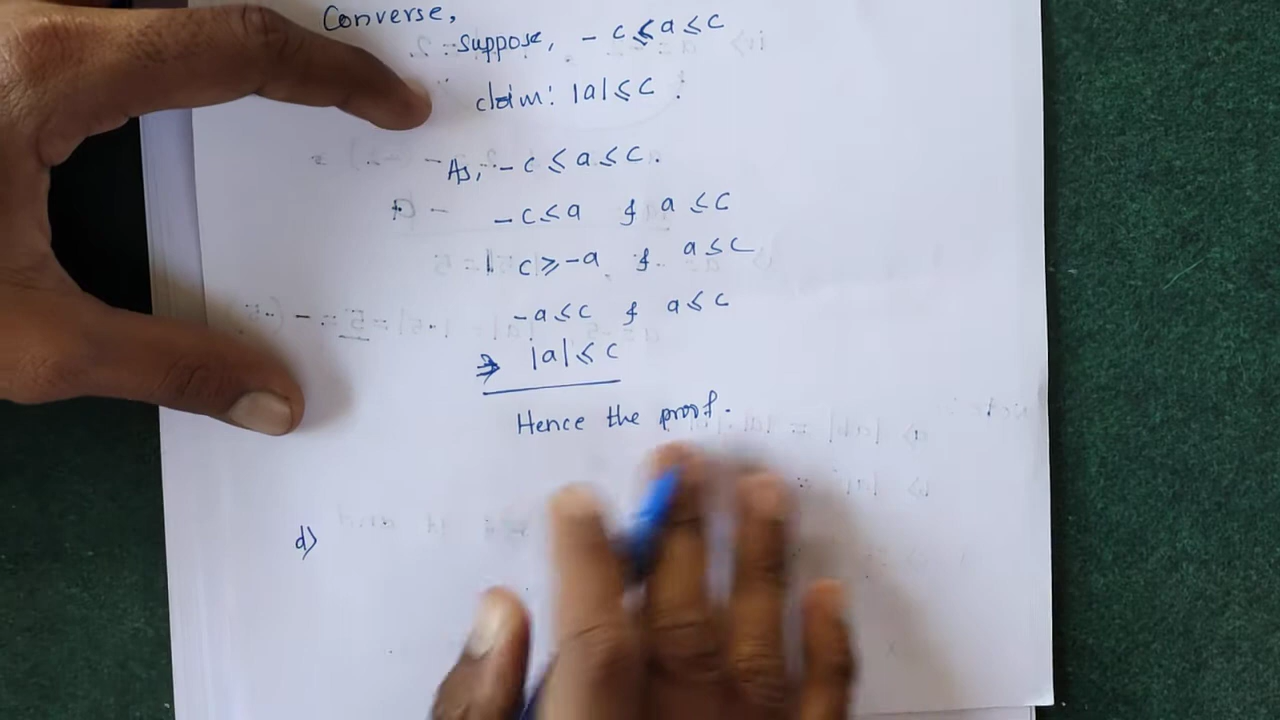 Converse,
Suppose, - c ≤ a ≤ c
claim: |a| ≤ c .
As, - c ≤ a ≤ c .
- c ≤ a & a ≤ c
c ≥ -a & a ≤ c
-a ≤ c & a ≤ c
⇒ |a| ≤ c
Hence the proof.
d)